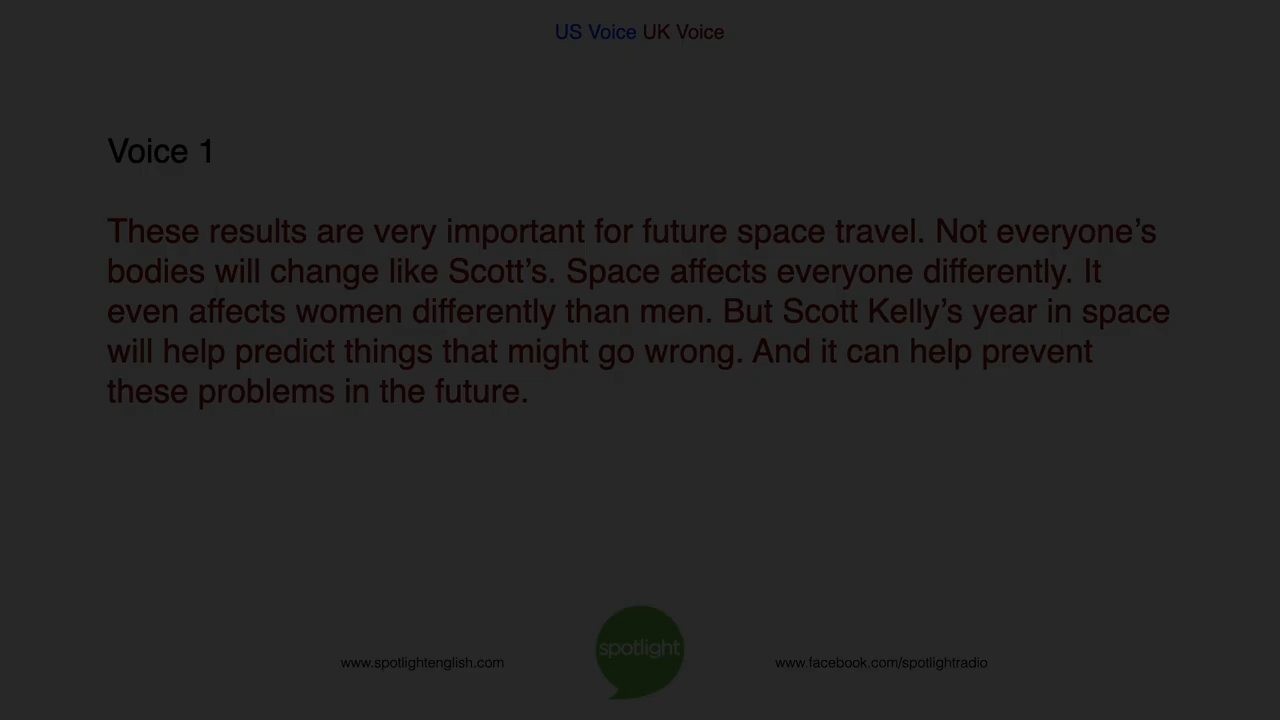 US Voice UK Voice
Voice 1
These results are very important for future space travel. Not everyone’s
bodies will change like Scott’s. Space affects everyone differently. It
even affects women differently than men. But Scott Kelly’s year in space
will help predict things that might go wrong. And it can help prevent
these problems in the future.
spotlight
www.spotlightenglish.com
www.facebook.com/spotlightradio